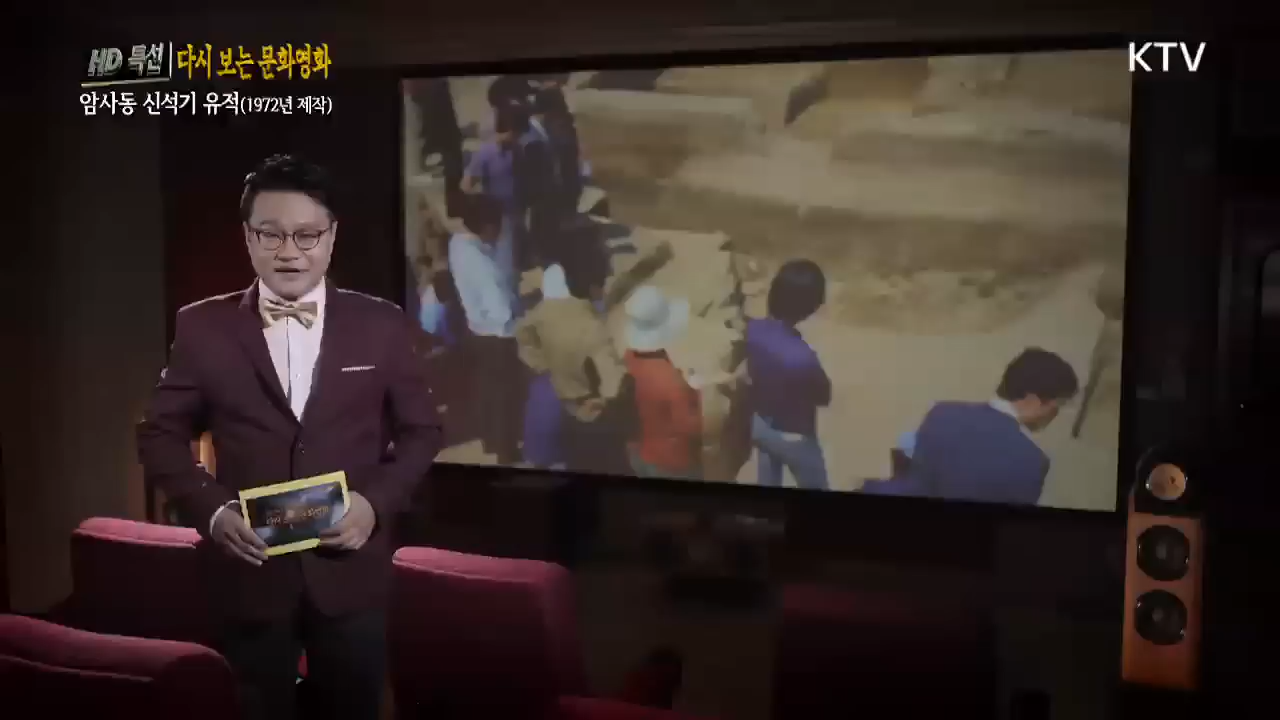 HD 특선 다시 보는 문화영화
암사동 신석기 유적(1972년 제작)
KTV